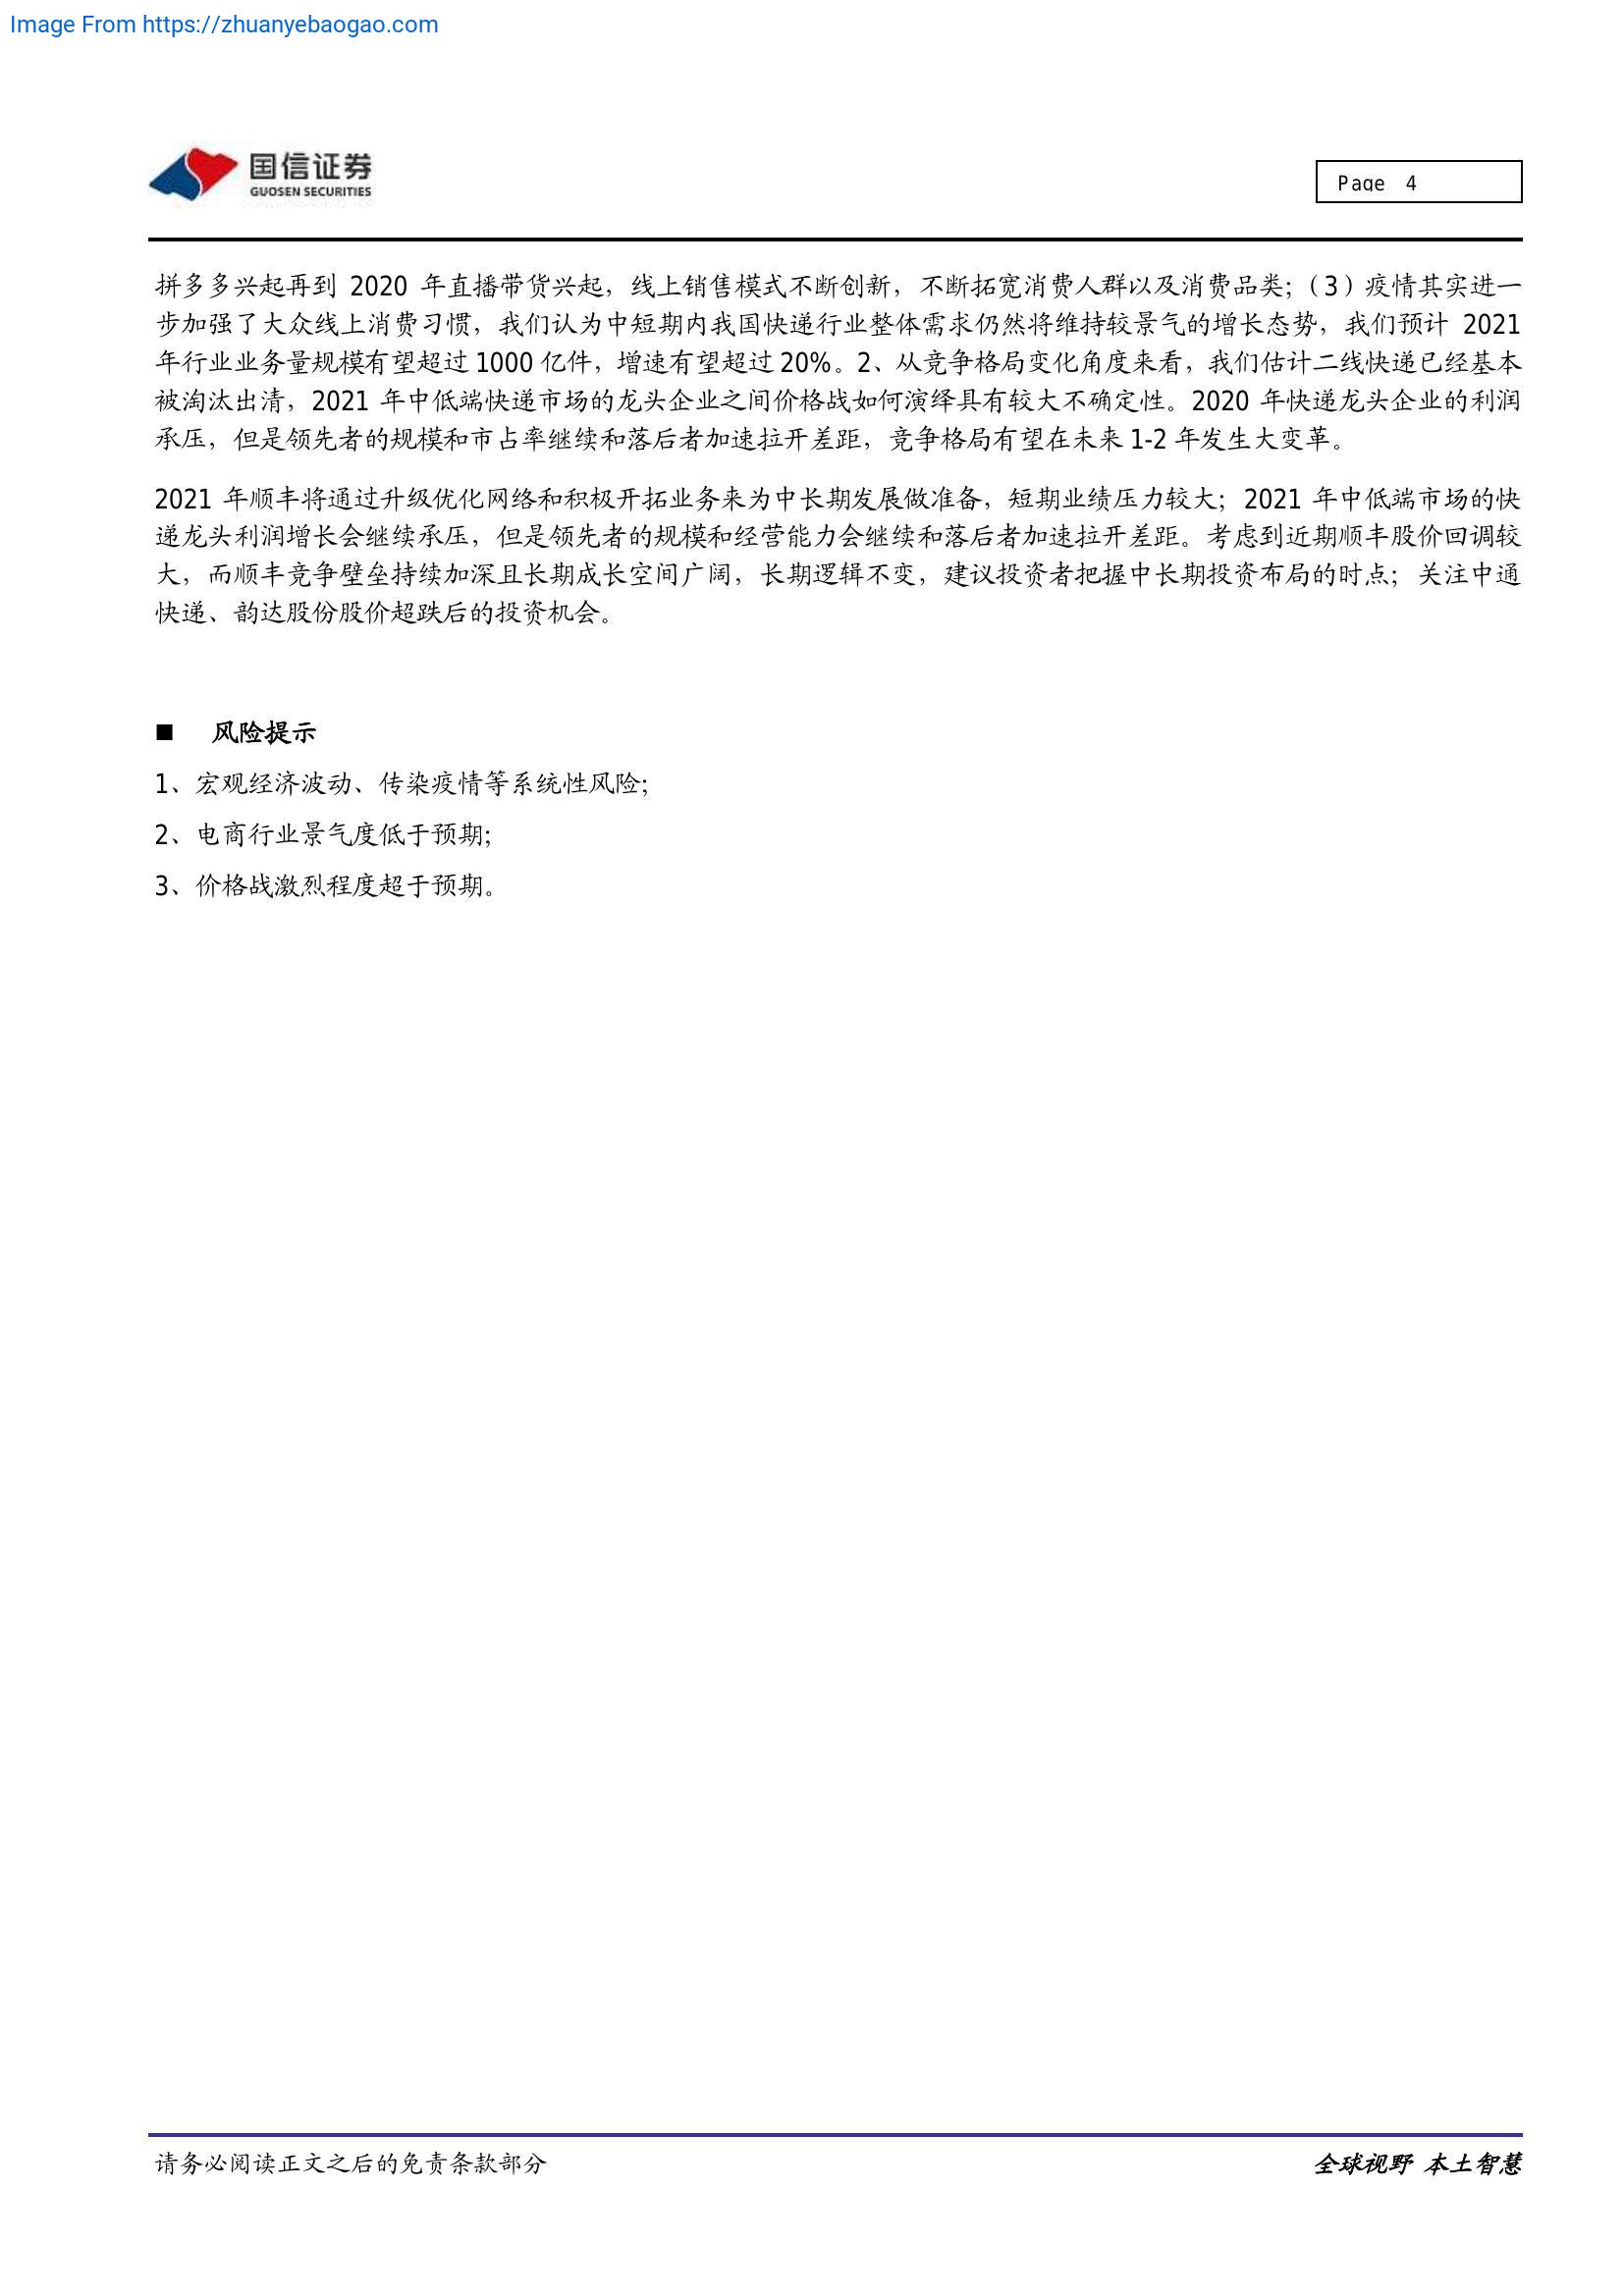 Image From https://zhuanyebaogao.com
国信证券
GUOSEN SECURITIES
Page 4
拼多多兴起再到 2020 年直播带货兴起，线上销售模式不断创新，不断拓宽消费人群以及消费品类；（3）疫情其实进一
步加强了大众线上消费习惯，我们认为中短期内我国快递行业整体需求仍然将维持较景气的增长态势，我们预计 2021
年行业业务量规模有望超过 1000 亿件，增速有望超过 20%。2、从竞争格局变化角度来看，我们估计二线快递已经基本
被淘汰出清，2021 年中低端快递市场的龙头企业之间价格战如何演绎具有较大不确定性。2020 年快递龙头企业的利润
承压，但是领先者的规模和市占率继续和落后者加速拉开差距，竞争格局有望在未来 1-2 年发生大变革。
2021 年顺丰将通过升级优化网络和积极开拓业务来为中长期发展做准备，短期业绩压力较大；2021 年中低端市场的快
递龙头利润增长会继续承压，但是领先者的规模和经营能力会继续和落后者加速拉开差距。考虑到近期顺丰股价回调较
大，而顺丰竞争壁垒持续加深且长期成长空间广阔，长期逻辑不变，建议投资者把握中长期投资布局的时点；关注中通
快递、韵达股份股价超跌后的投资机会。
■ 风险提示
1、宏观经济波动、传染疫情等系统性风险；
2、电商行业景气度低于预期；
3、价格战激烈程度超于预期。
请务必阅读正文之后的免责条款部分
全球视野 本土智慧